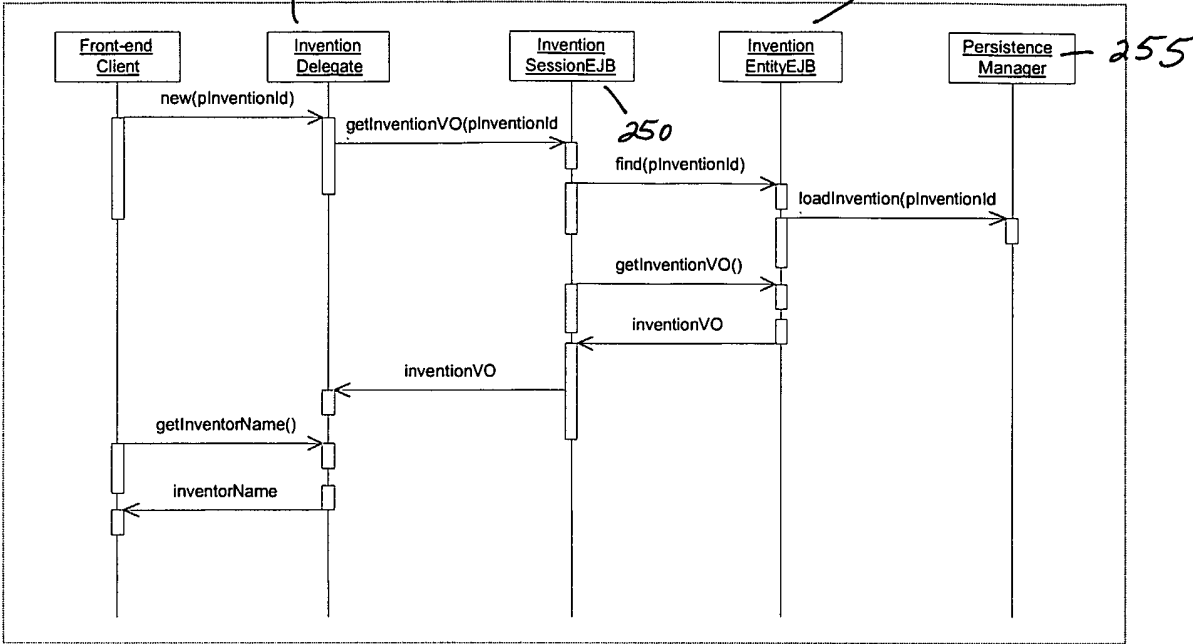 Front-end
Client
Invention
Delegate
Invention
SessionEJB
Invention
EntityEJB
Persistence
Manager
255
new(pInventionId)
getInventionVO(pInventionId
250
find(pInventionId)
loadInvention(pInventionId
getInventionVO()
inventionVO
inventionVO
getInventorName()
inventorName